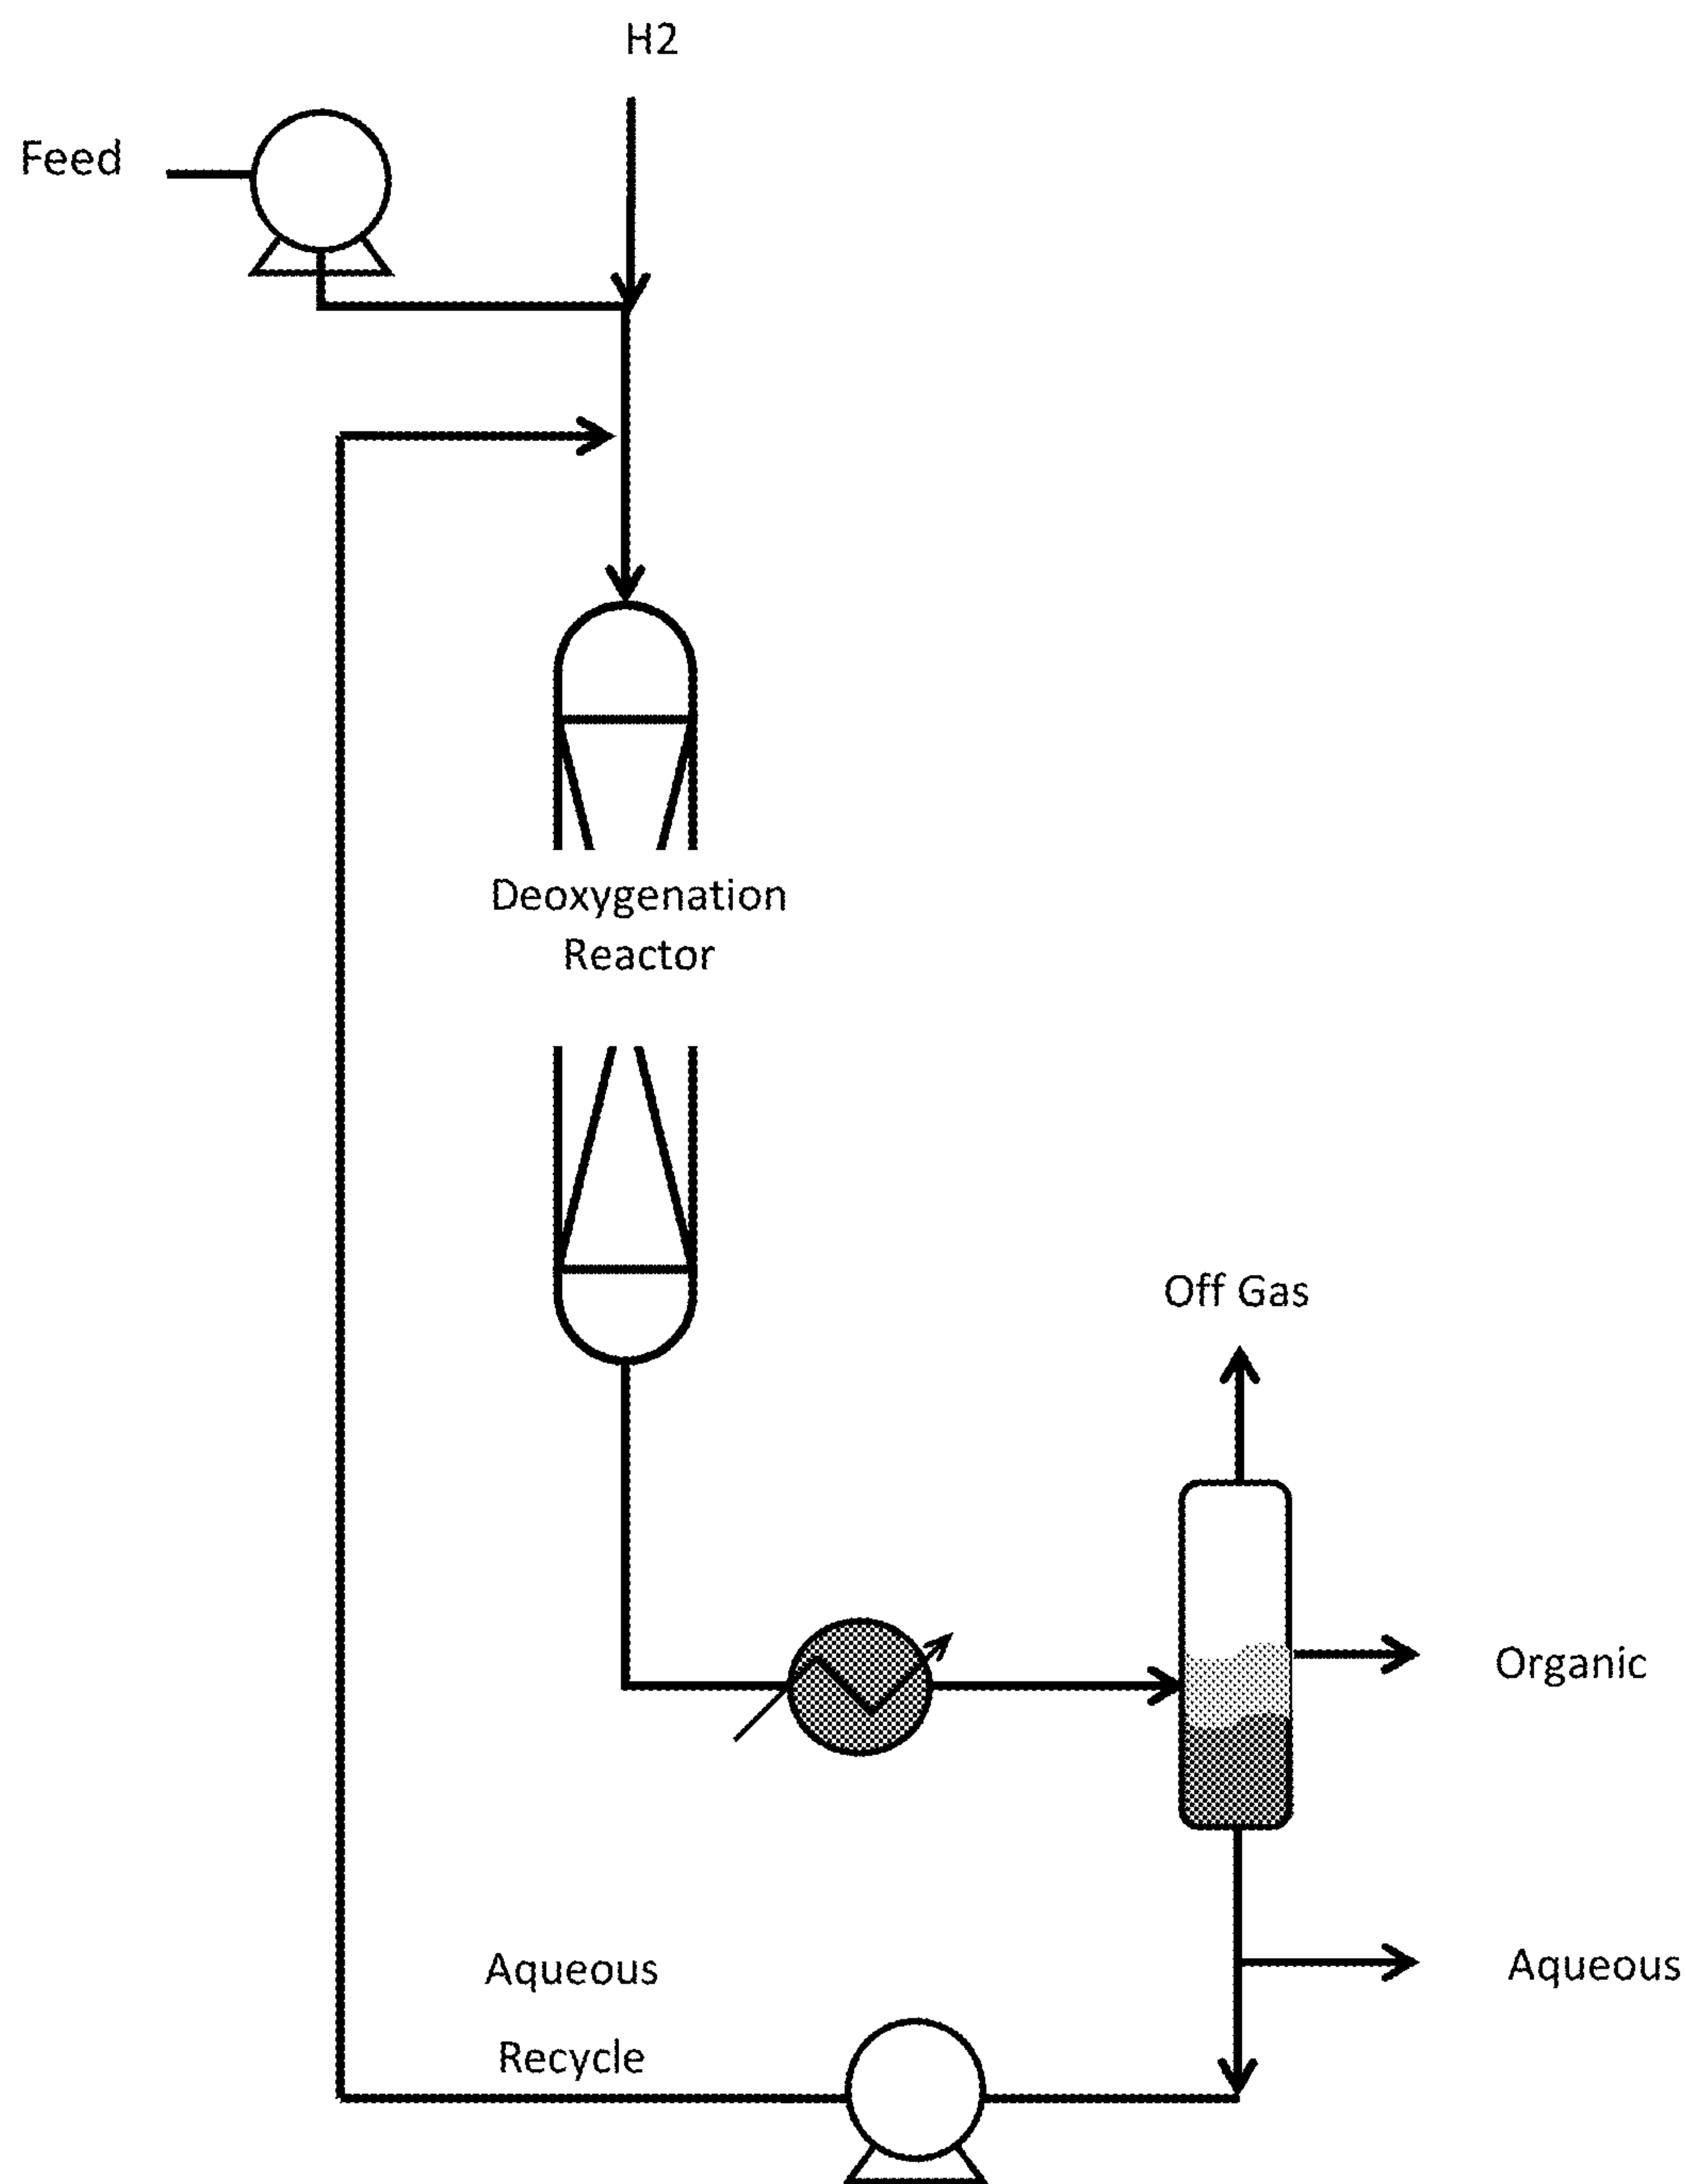 H2
Feed
Deoxygenation
Reactor
Off Gas
Organic
Aqueous
Aqueous
Recycle